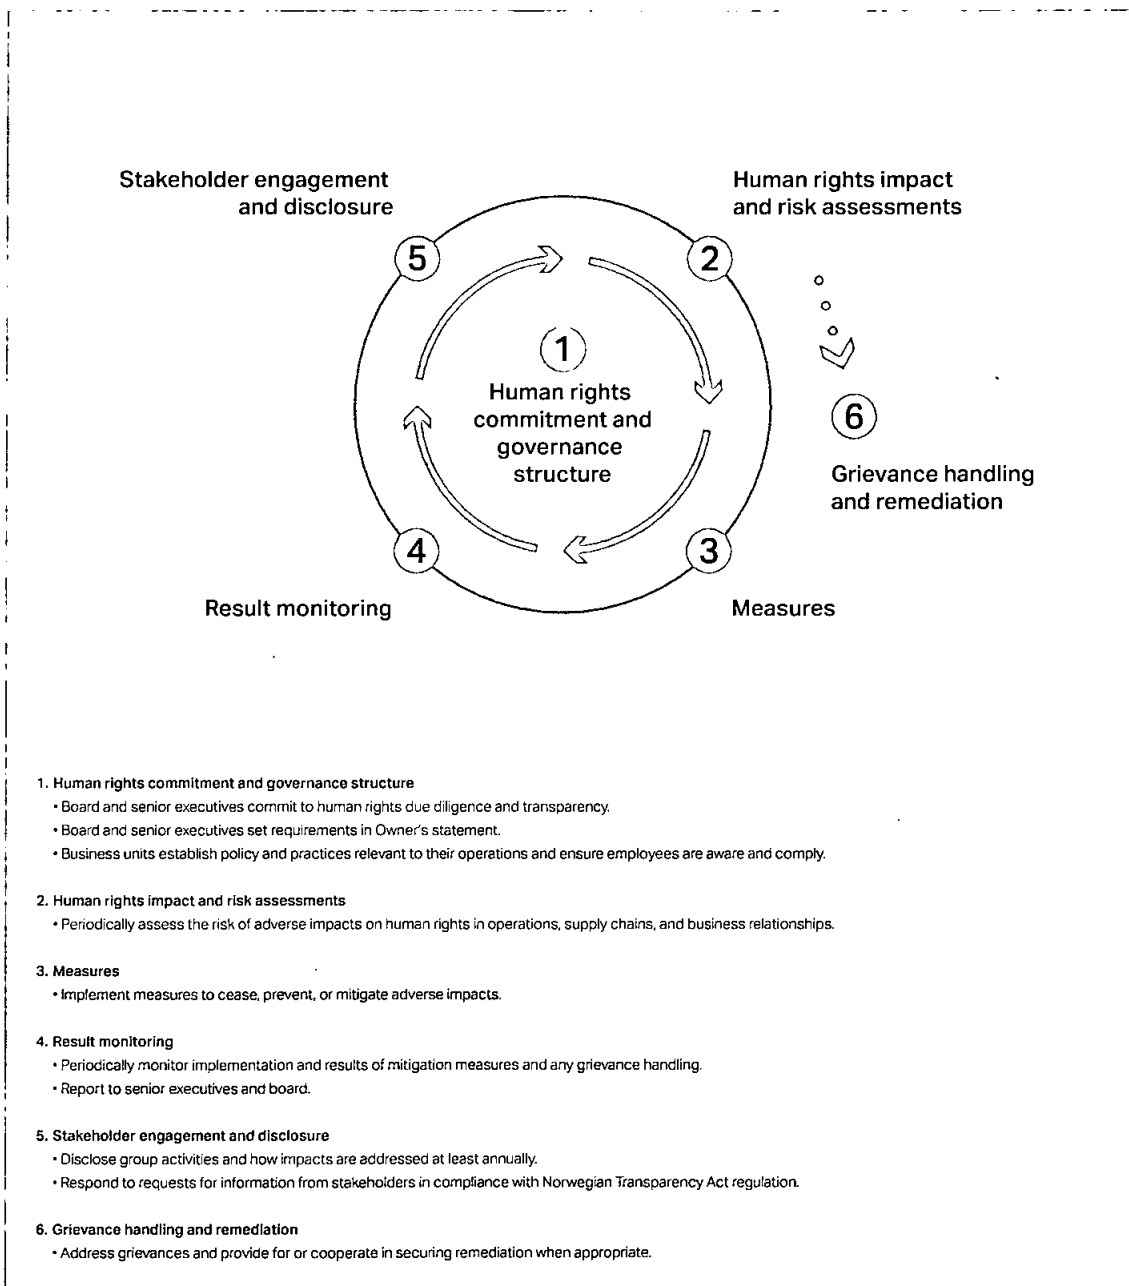 Stakeholder engagement
and disclosure
Human rights impact
and risk assessments
5
2
1
Human rights
commitment and
governance
structure
6
Grievance handling
and remediation
4
3
Result monitoring
Measures
1. Human rights commitment and governance structure
• Board and senior executives commit to human rights due diligence and transparency.
• Board and senior executives set requirements in Owner's statement.
• Business units establish policy and practices relevant to their operations and ensure employees are aware and comply.
2. Human rights impact and risk assessments
• Periodically assess the risk of adverse impacts on human rights in operations, supply chains, and business relationships.
3. Measures
• Implement measures to cease, prevent, or mitigate adverse impacts.
4. Result monitoring
• Periodically monitor implementation and results of mitigation measures and any grievance handling.
• Report to senior executives and board.
5. Stakeholder engagement and disclosure
• Disclose group activities and how impacts are addressed at least annually.
• Respond to requests for information from stakeholders in compliance with Norwegian Transparency Act regulation.
6. Grievance handling and remediation
• Address grievances and provide for or cooperate in securing remediation when appropriate.